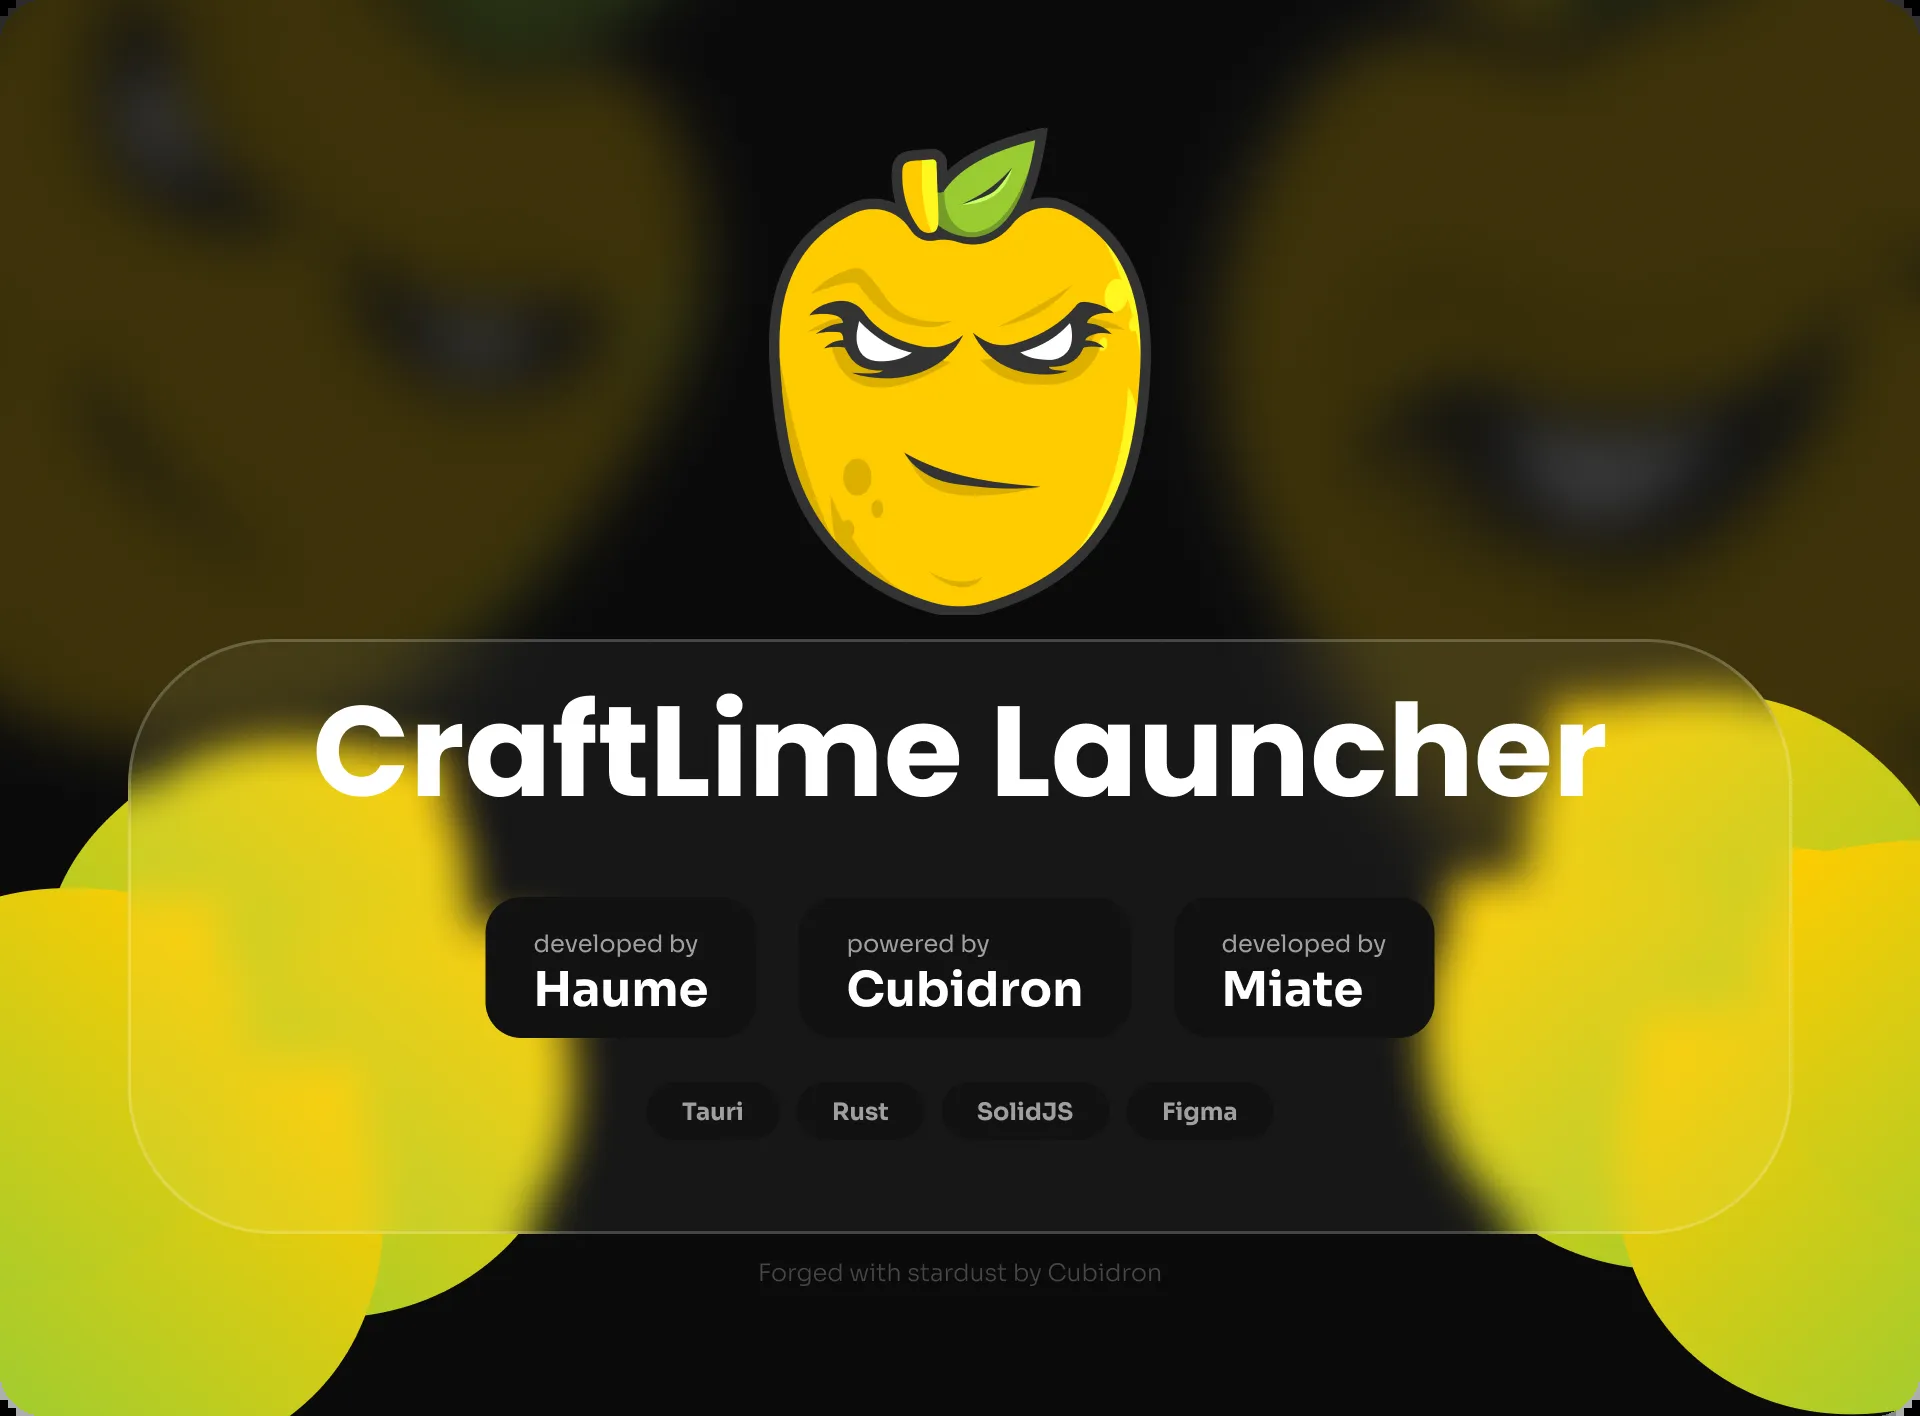 CraftLime Launcher
developed by
Haume
powered by
Cubidron
developed by
Miate
Tauri
Rust
SolidJS
Figma
Forged with stardust by Cubidron